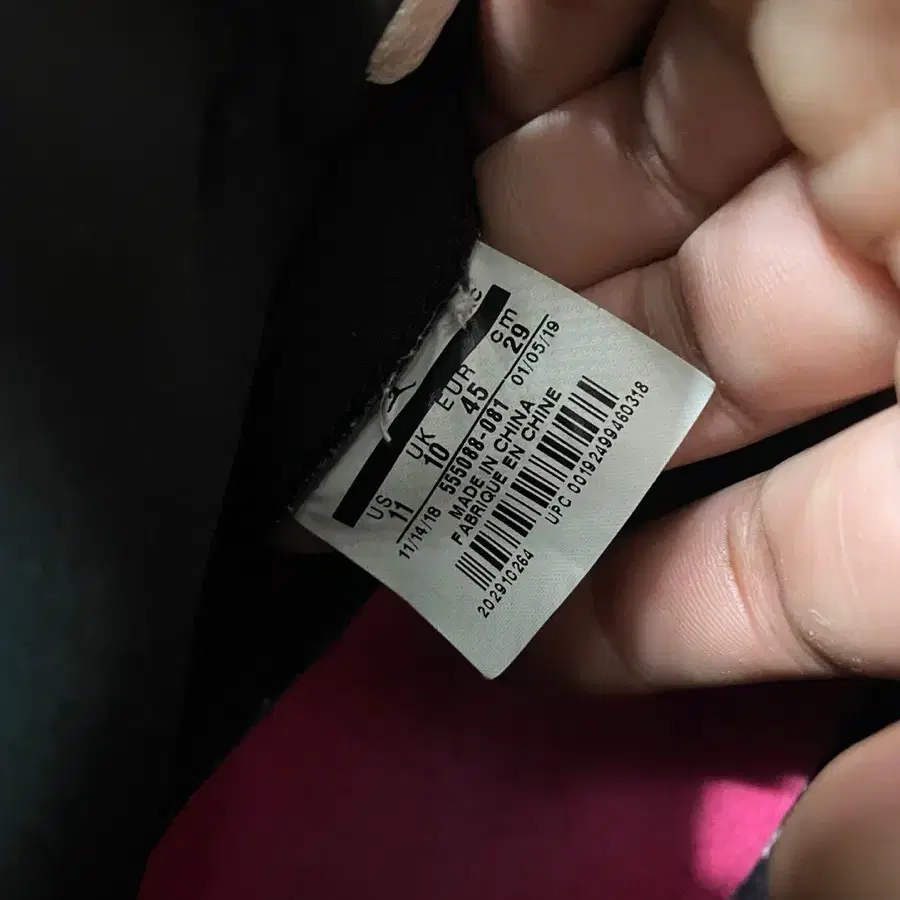 US UK EUR cm
11 10 45 29
11/14/18 555088-081 01/05/19
MADE IN CHINA
FABRIQUE EN CHINE
202910264 UPC 00192499460318